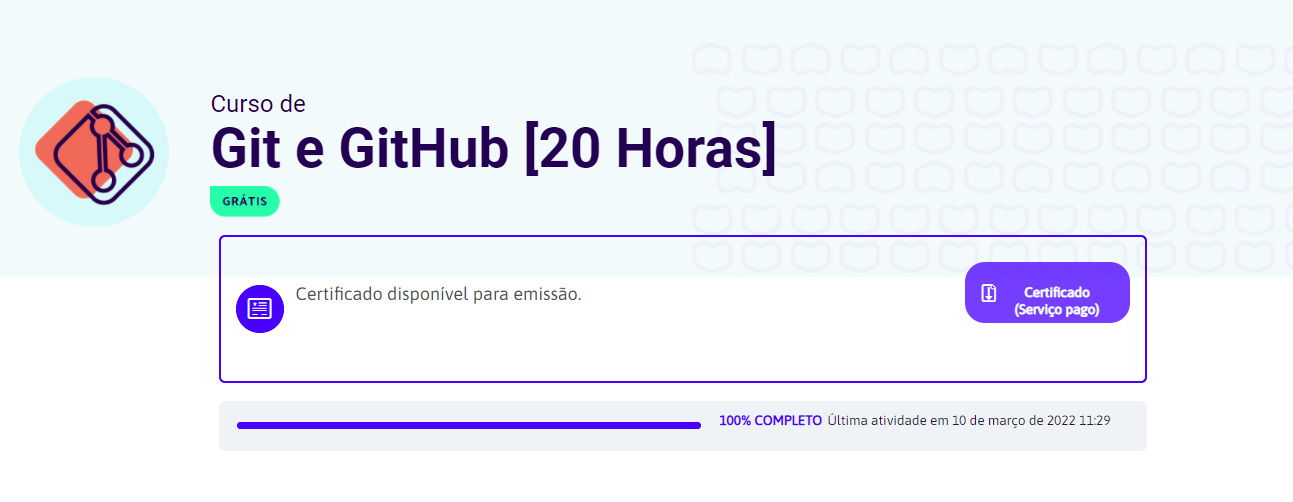 Curso de
Git e GitHub [20 Horas]
GRÁTIS
Certificado disponível para emissão.
Certificado
(Serviço pago)
100% COMPLETO Última atividade em 10 de março de 2022 11:29